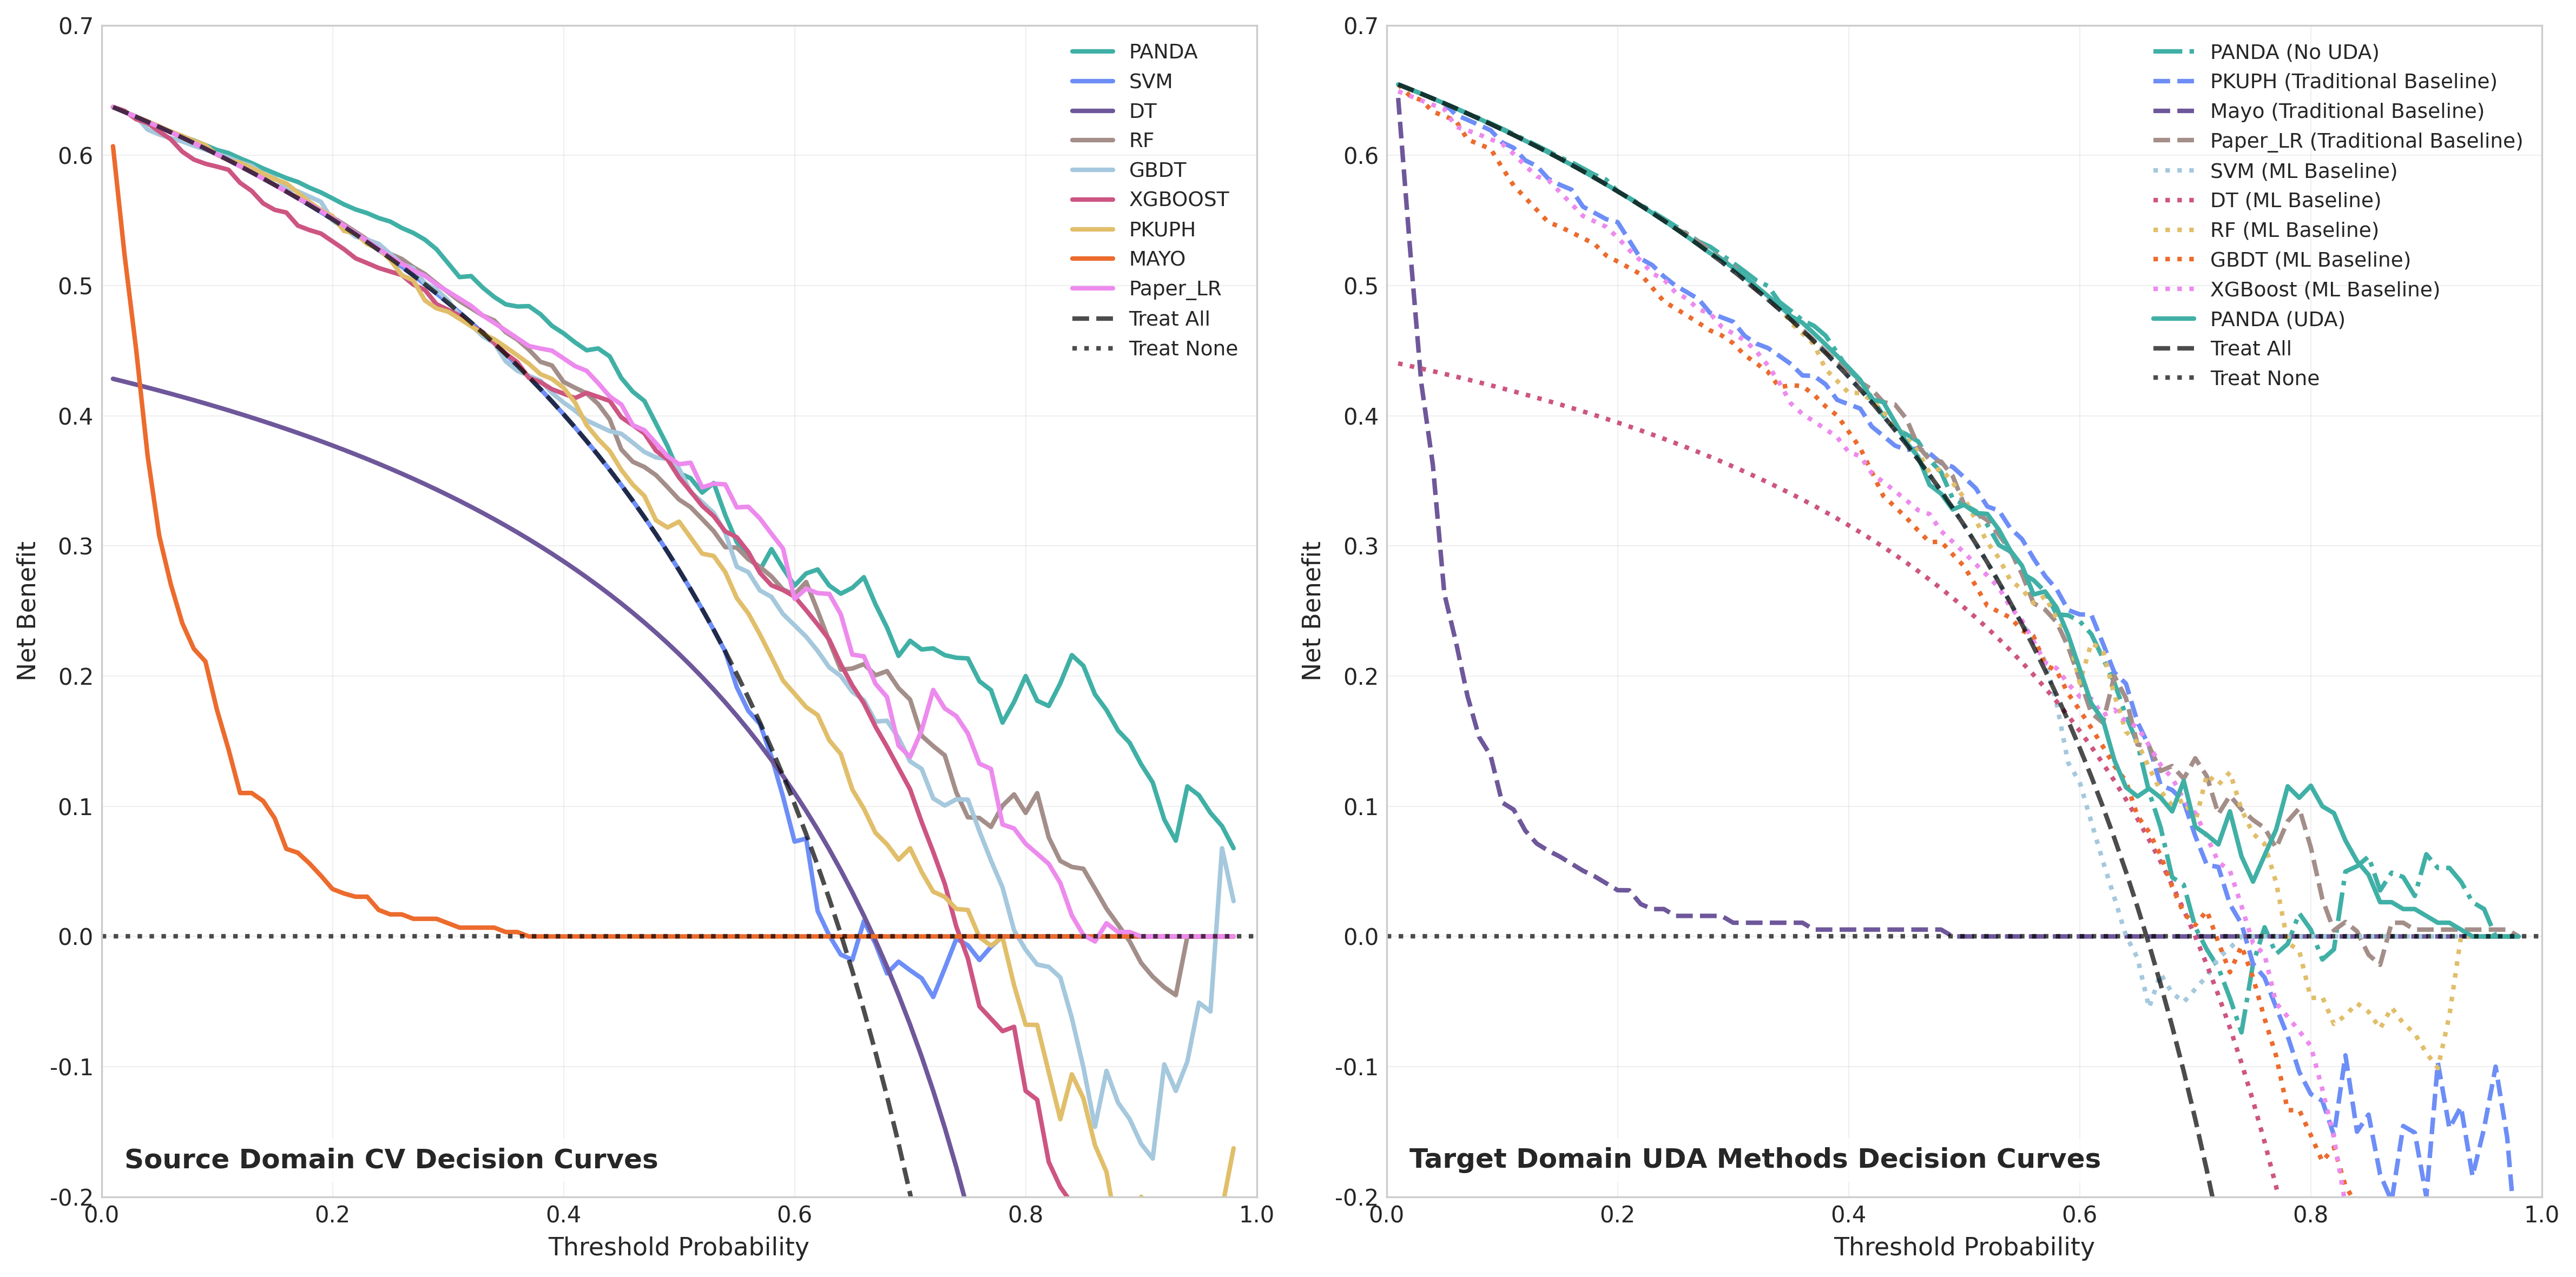 0.7
0.6
0.5
0.4
0.3
0.2
0.1
0.0
-0.1
-0.2
Net Benefit
PANDA
SVM
DT
RF
GBDT
XGBOOST
PKUPH
MAYO
Paper_LR
Treat All
Treat None
Source Domain CV Decision Curves
0.0 0.2 0.4 0.6 0.8 1.0
Threshold Probability
0.7
0.6
0.5
0.4
0.3
0.2
0.1
0.0
-0.1
-0.2
Net Benefit
PANDA (No UDA)
PKUPH (Traditional Baseline)
Mayo (Traditional Baseline)
Paper_LR (Traditional Baseline)
SVM (ML Baseline)
DT (ML Baseline)
RF (ML Baseline)
GBDT (ML Baseline)
XGBoost (ML Baseline)
PANDA (UDA)
Treat All
Treat None
Target Domain UDA Methods Decision Curves
0.0 0.2 0.4 0.6 0.8 1.0
Threshold Probability